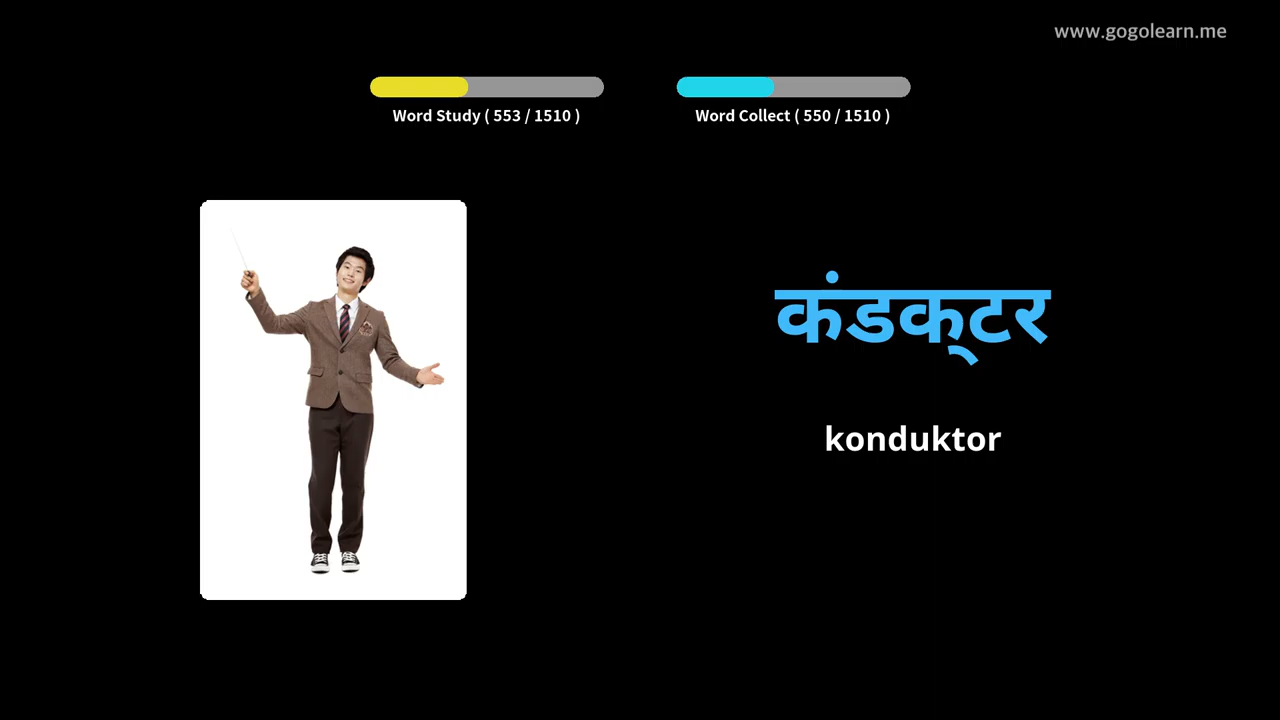 www.gogolearn.me
Word Study ( 553 / 1510 )
Word Collect ( 550 / 1510 )
कंडक्टर
konduktor